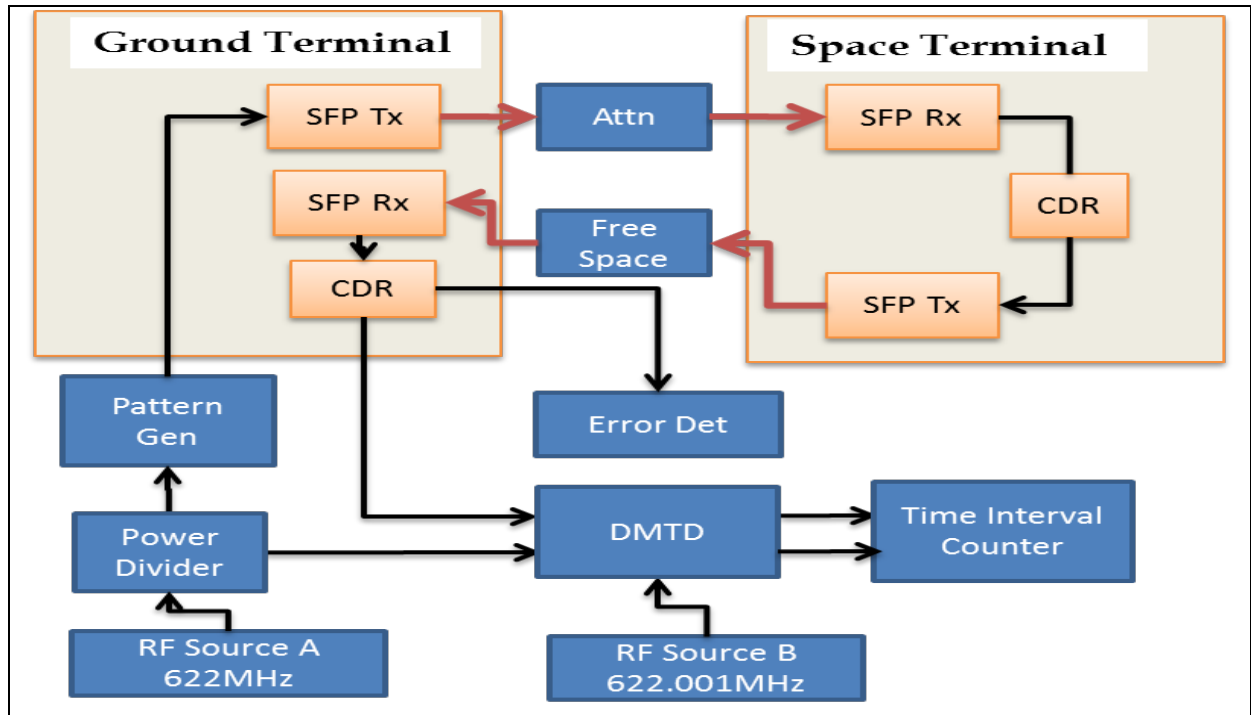 Ground Terminal
Space Terminal
SFP Tx
Attn
SFP Rx
SFP Rx
Free
Space
CDR
CDR
SFP Tx
Pattern
Gen
Error Det
Power
Divider
DMTD
Time Interval
Counter
RF Source A
622MHz
RF Source B
622.001MHz